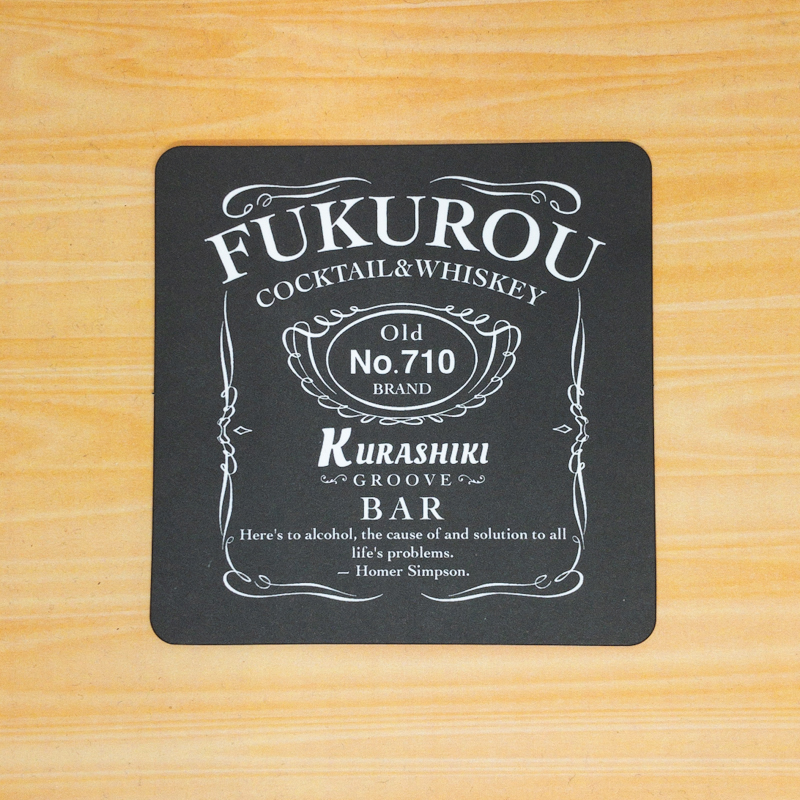 FUKUROU
COCKTAIL&WHISKEY
Old
No.710
BRAND
KURASHIKI
GROOVE
BAR
Here's to alcohol, the cause of and solution to all
life's problems.
— Homer Simpson.